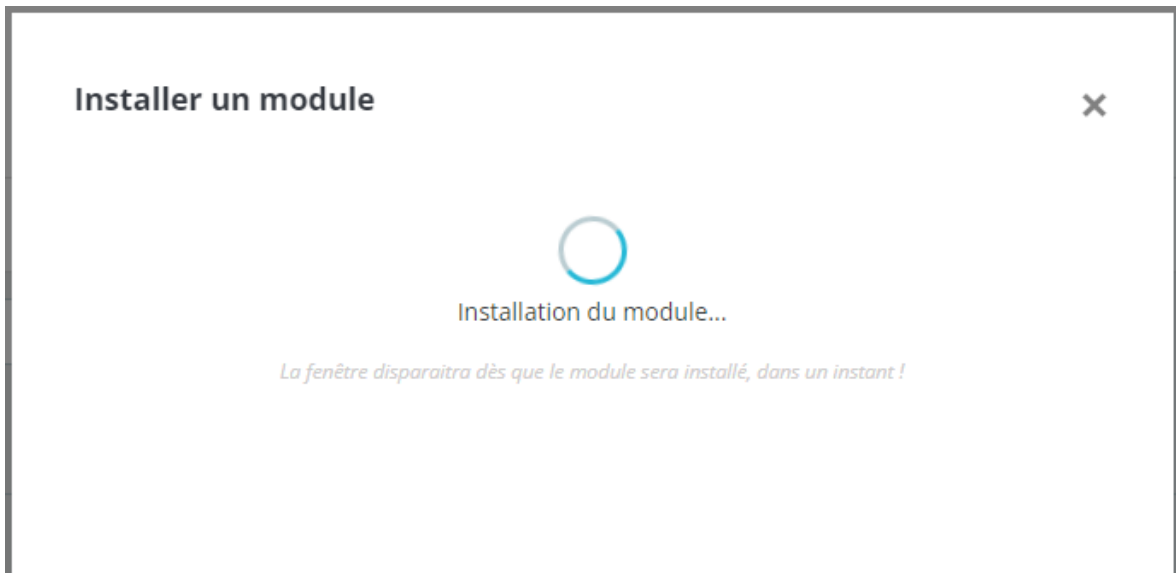 Installer un module
Installation du module...
La fenêtre disparaitra dès que le module sera installé, dans un instant !